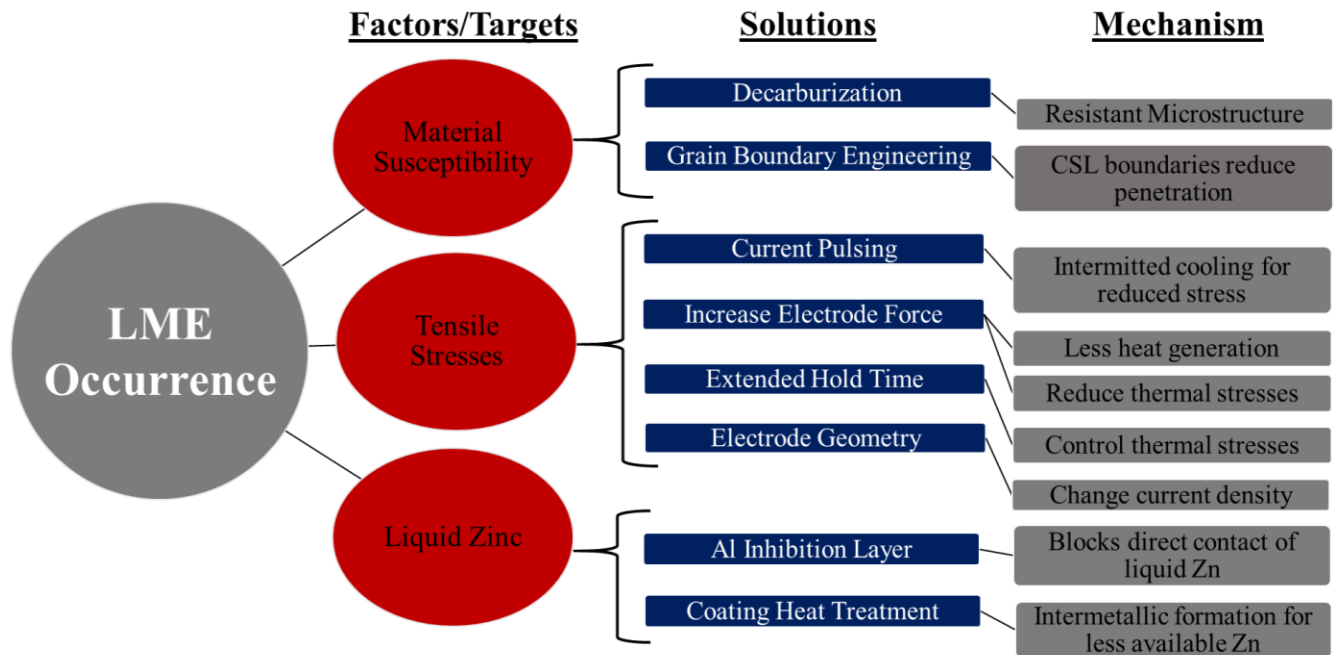 Factors/Targets
Solutions
Mechanism
LME
Occurrence
Material
Susceptibility
Decarburization
Resistant Microstructure
Grain Boundary Engineering
CSL boundaries reduce
penetration
Tensile
Stresses
Current Pulsing
Intermitted cooling for
reduced stress
Increase Electrode Force
Less heat generation
Reduce thermal stresses
Extended Hold Time
Control thermal stresses
Electrode Geometry
Change current density
Liquid Zinc
Al Inhibition Layer
Blocks direct contact of
liquid Zn
Coating Heat Treatment
Intermetallic formation for
less available Zn